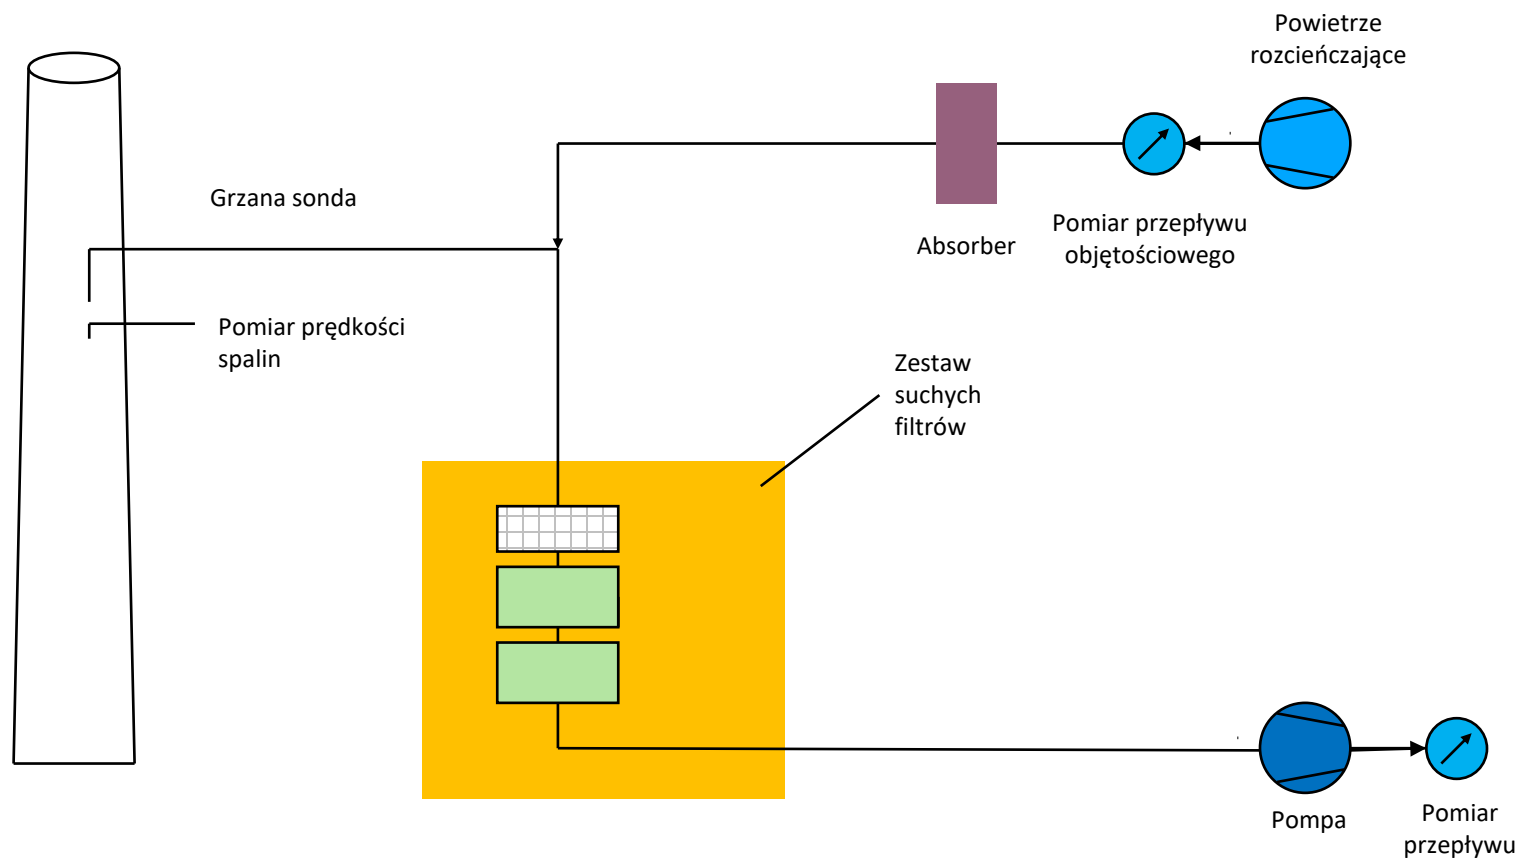 Powietrze
rozcieńczające
Grzana sonda
Absorber
Pomiar przepływu
objętościowego
Pomiar prędkości
spalin
Zestaw
suchych
filtrów
Pompa
Pomiar
przepływu